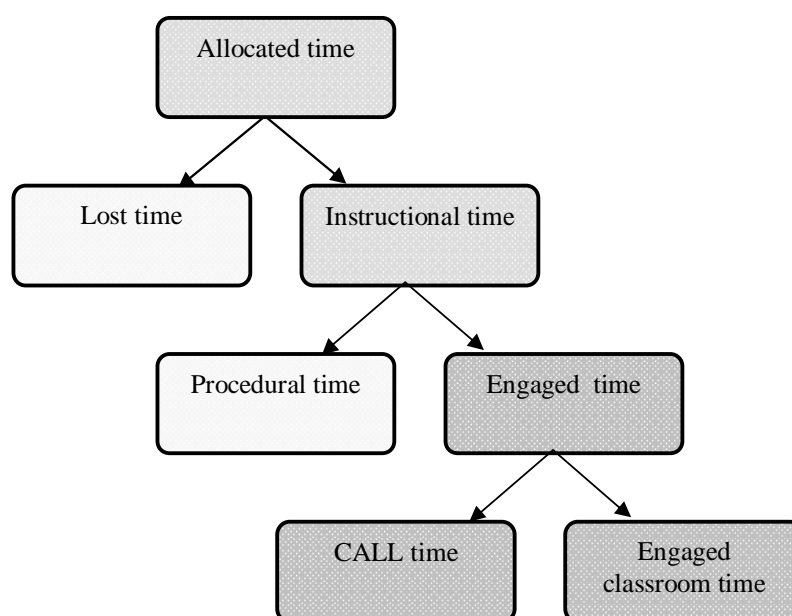 Allocated time
Lost time
Instructional time
Procedural time
Engaged  time
CALL time
Engaged
classroom time